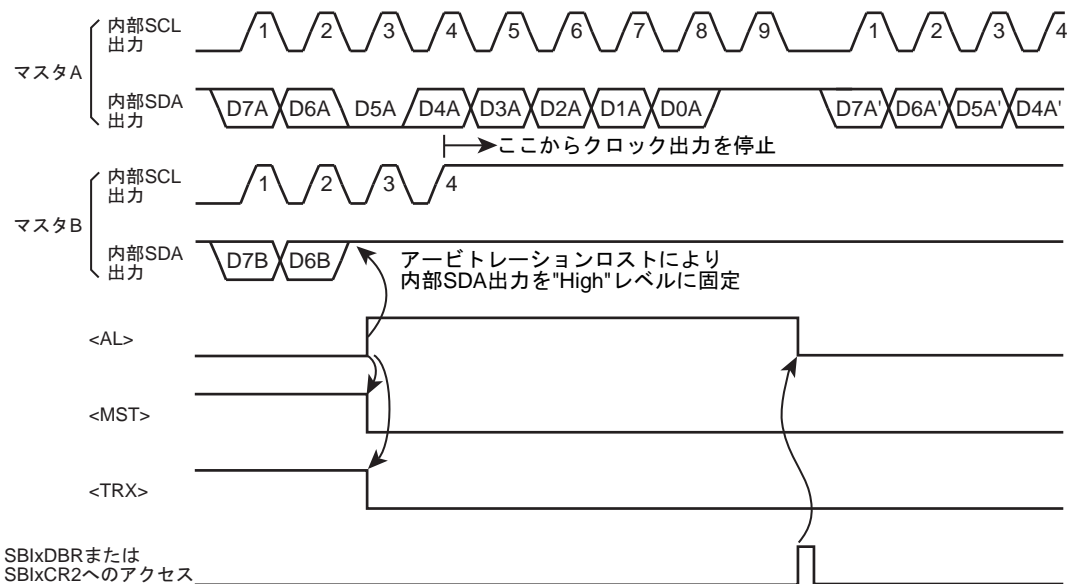 マスタA
内部SCL
出力
1 2 3 4 5 6 7 8 9 1 2 3 4
内部SDA
出力
D7A D6A D5A D4A D3A D2A D1A D0A D7A' D6A' D5A' D4A'
ここからクロック出力を停止
マスタB
内部SCL
出力
1 2 3 4
内部SDA
出力
D7B D6B
アービトレーションロストにより
内部SDA出力を"High"レベルに固定
<AL>
<MST>
<TRX>
SBIxDBRまたは
SBIxCR2へのアクセス